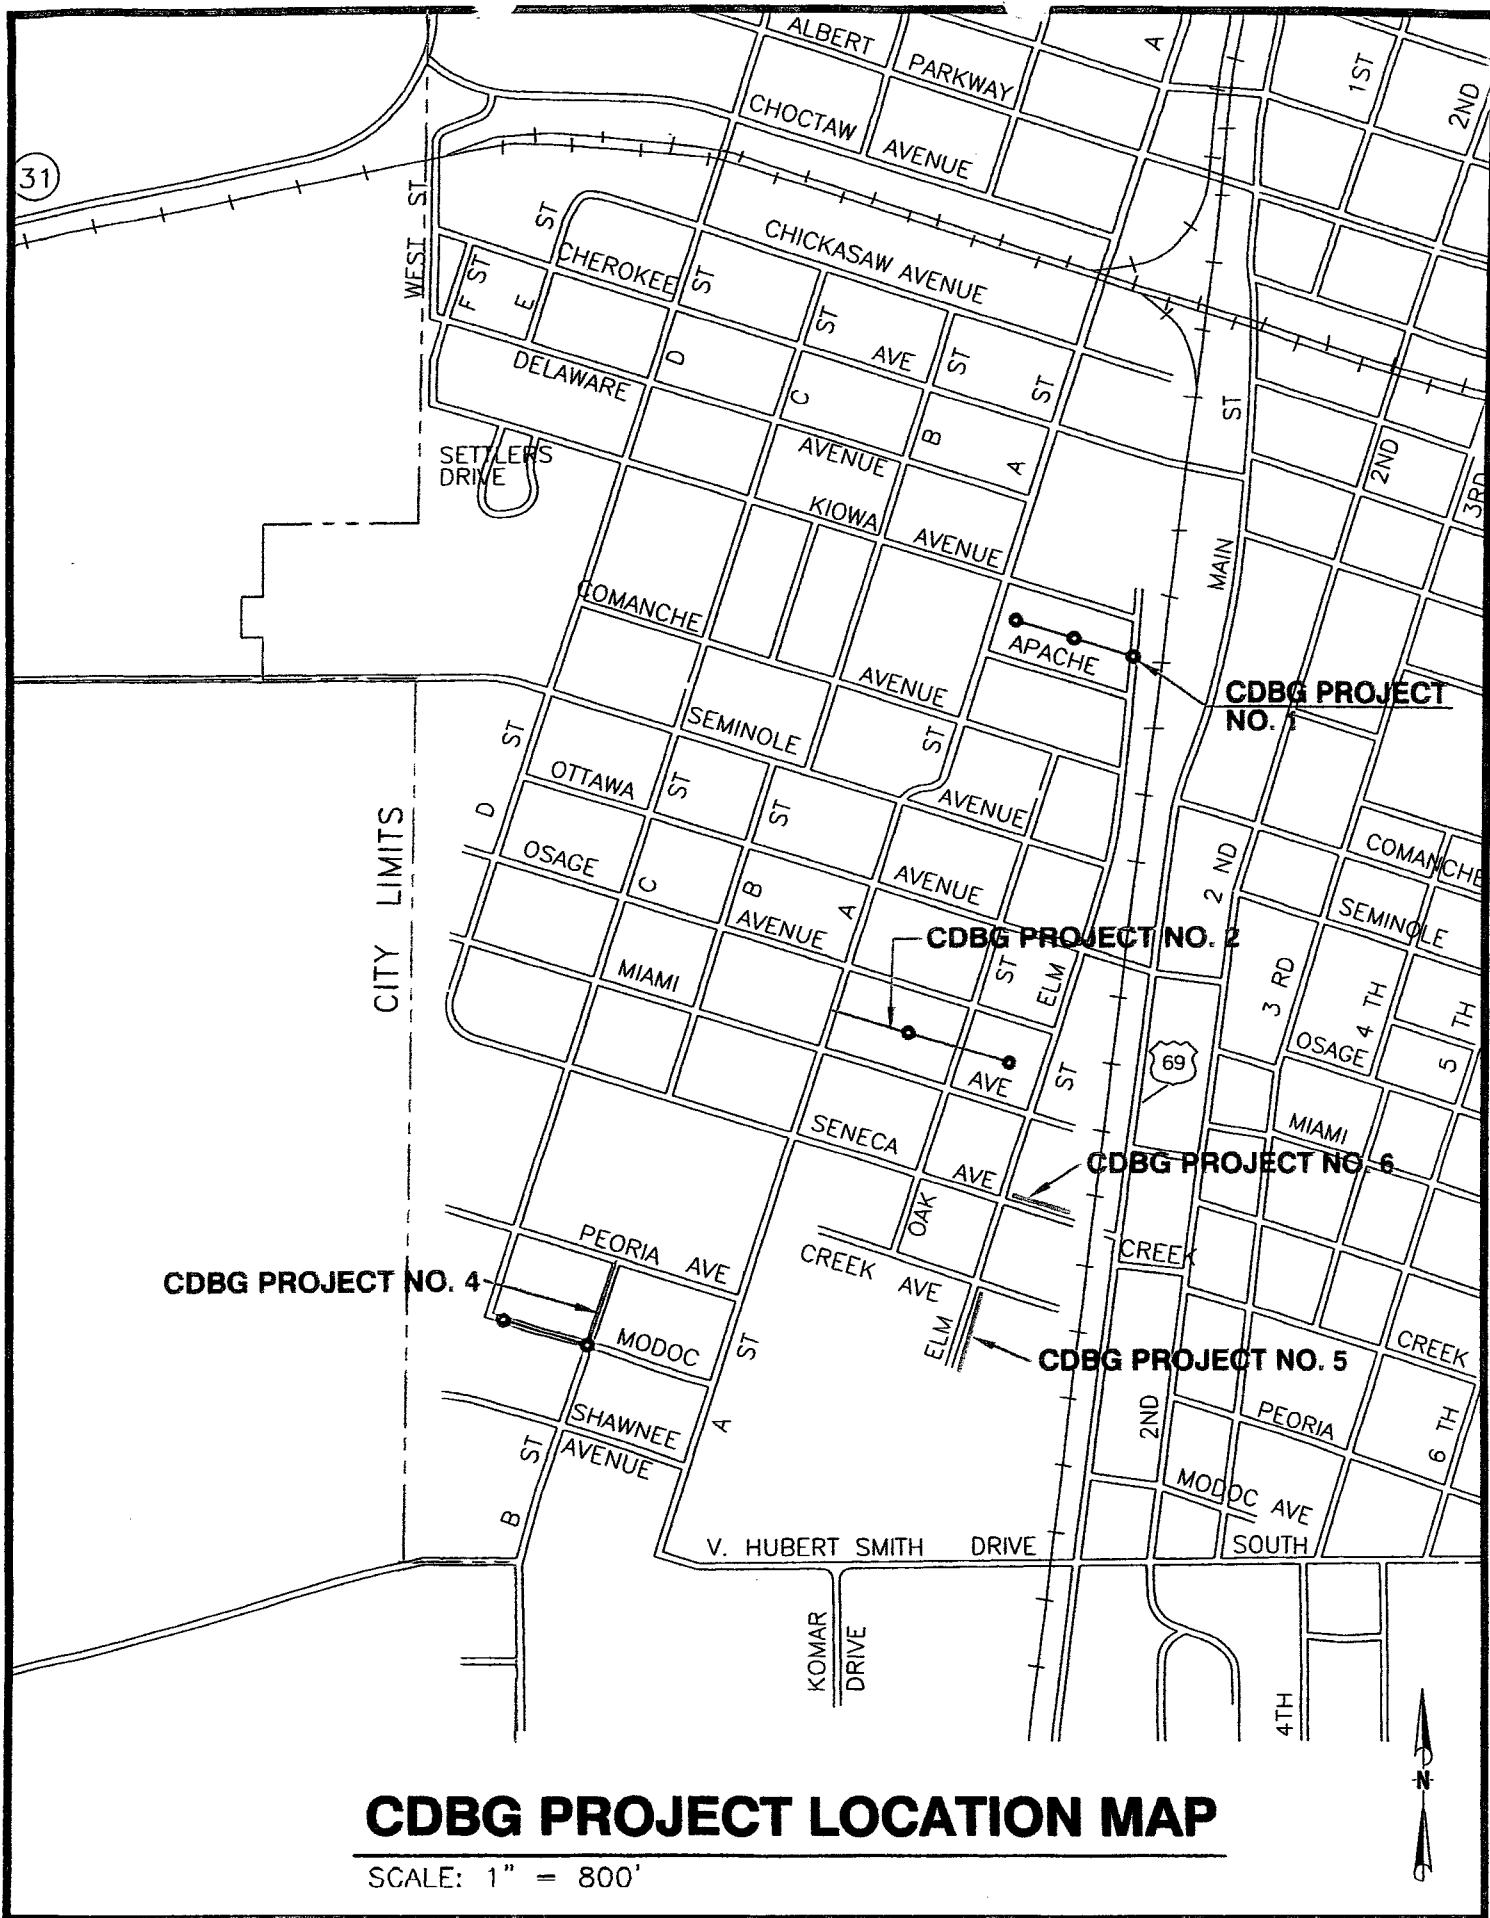 ALBERT
PARKWAY
A
1ST
2ND
CHOCTAW
AVENUE
31
WEST ST
ST
CHICKASAW AVENUE
CHEROKEE
ST
F ST
E
ST
AVE
ST
ST
D
DELAWARE
C
ST
B
A
AVENUE
2ND
3RD
SETTLERS
DRIVE
KIOWA
AVENUE
MAIN
COMANCHE
APACHE
AVENUE
CDBG PROJECT
NO. 1
SEMINOLE
ST
ST
OTTAWA
ST
ST
AVENUE
D
CITY LIMITS
OSAGE
C
B
A
AVENUE
AVENUE
2 ND
COMANCHE
SEMINOLE
CDBG PROJECT NO. 2
MIAMI
ST
ELM
3 RD
4 TH
5 TH
OSAGE
69
AVE
ST
SENECA
MIAMI
CDBG PROJECT NO. 6
AVE
OAK
PEORIA AVE
CREEK AVE
CREEK
CDBG PROJECT NO. 4
MODOC
ST
ELM
CREEK
CDBG PROJECT NO. 5
SHAWNEE
AVENUE
A
2ND
PEORIA
6 TH
ST
B
MODOC AVE
V. HUBERT SMITH DRIVE
SOUTH
KOMAR
DRIVE
4TH
N
CDBG PROJECT LOCATION MAP
SCALE: 1" = 800'